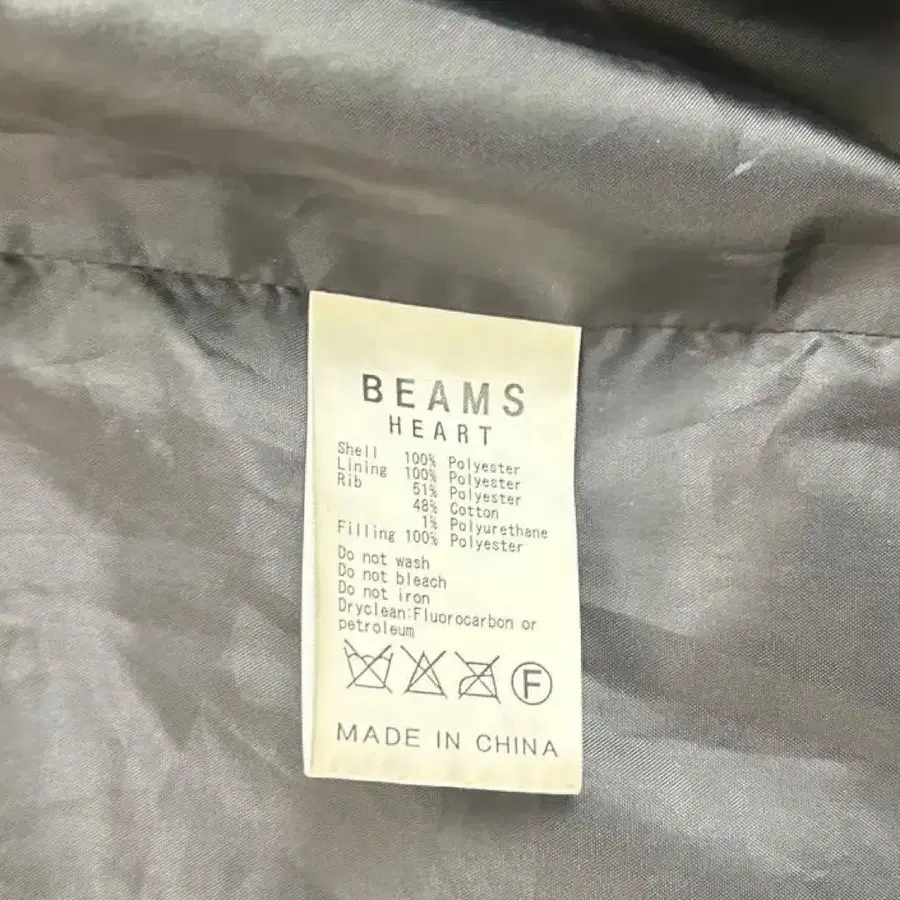 BEAMS
HEART
Shell 100% Polyester
Lining 100% Polyester
Rib 51% Polyester
48% Cotton
1% Polyurethane
Filling 100% Polyester
Do not wash
Do not bleach
Do not iron
Dryclean:Fluorocarbon or
petroleum
F
MADE IN CHINA